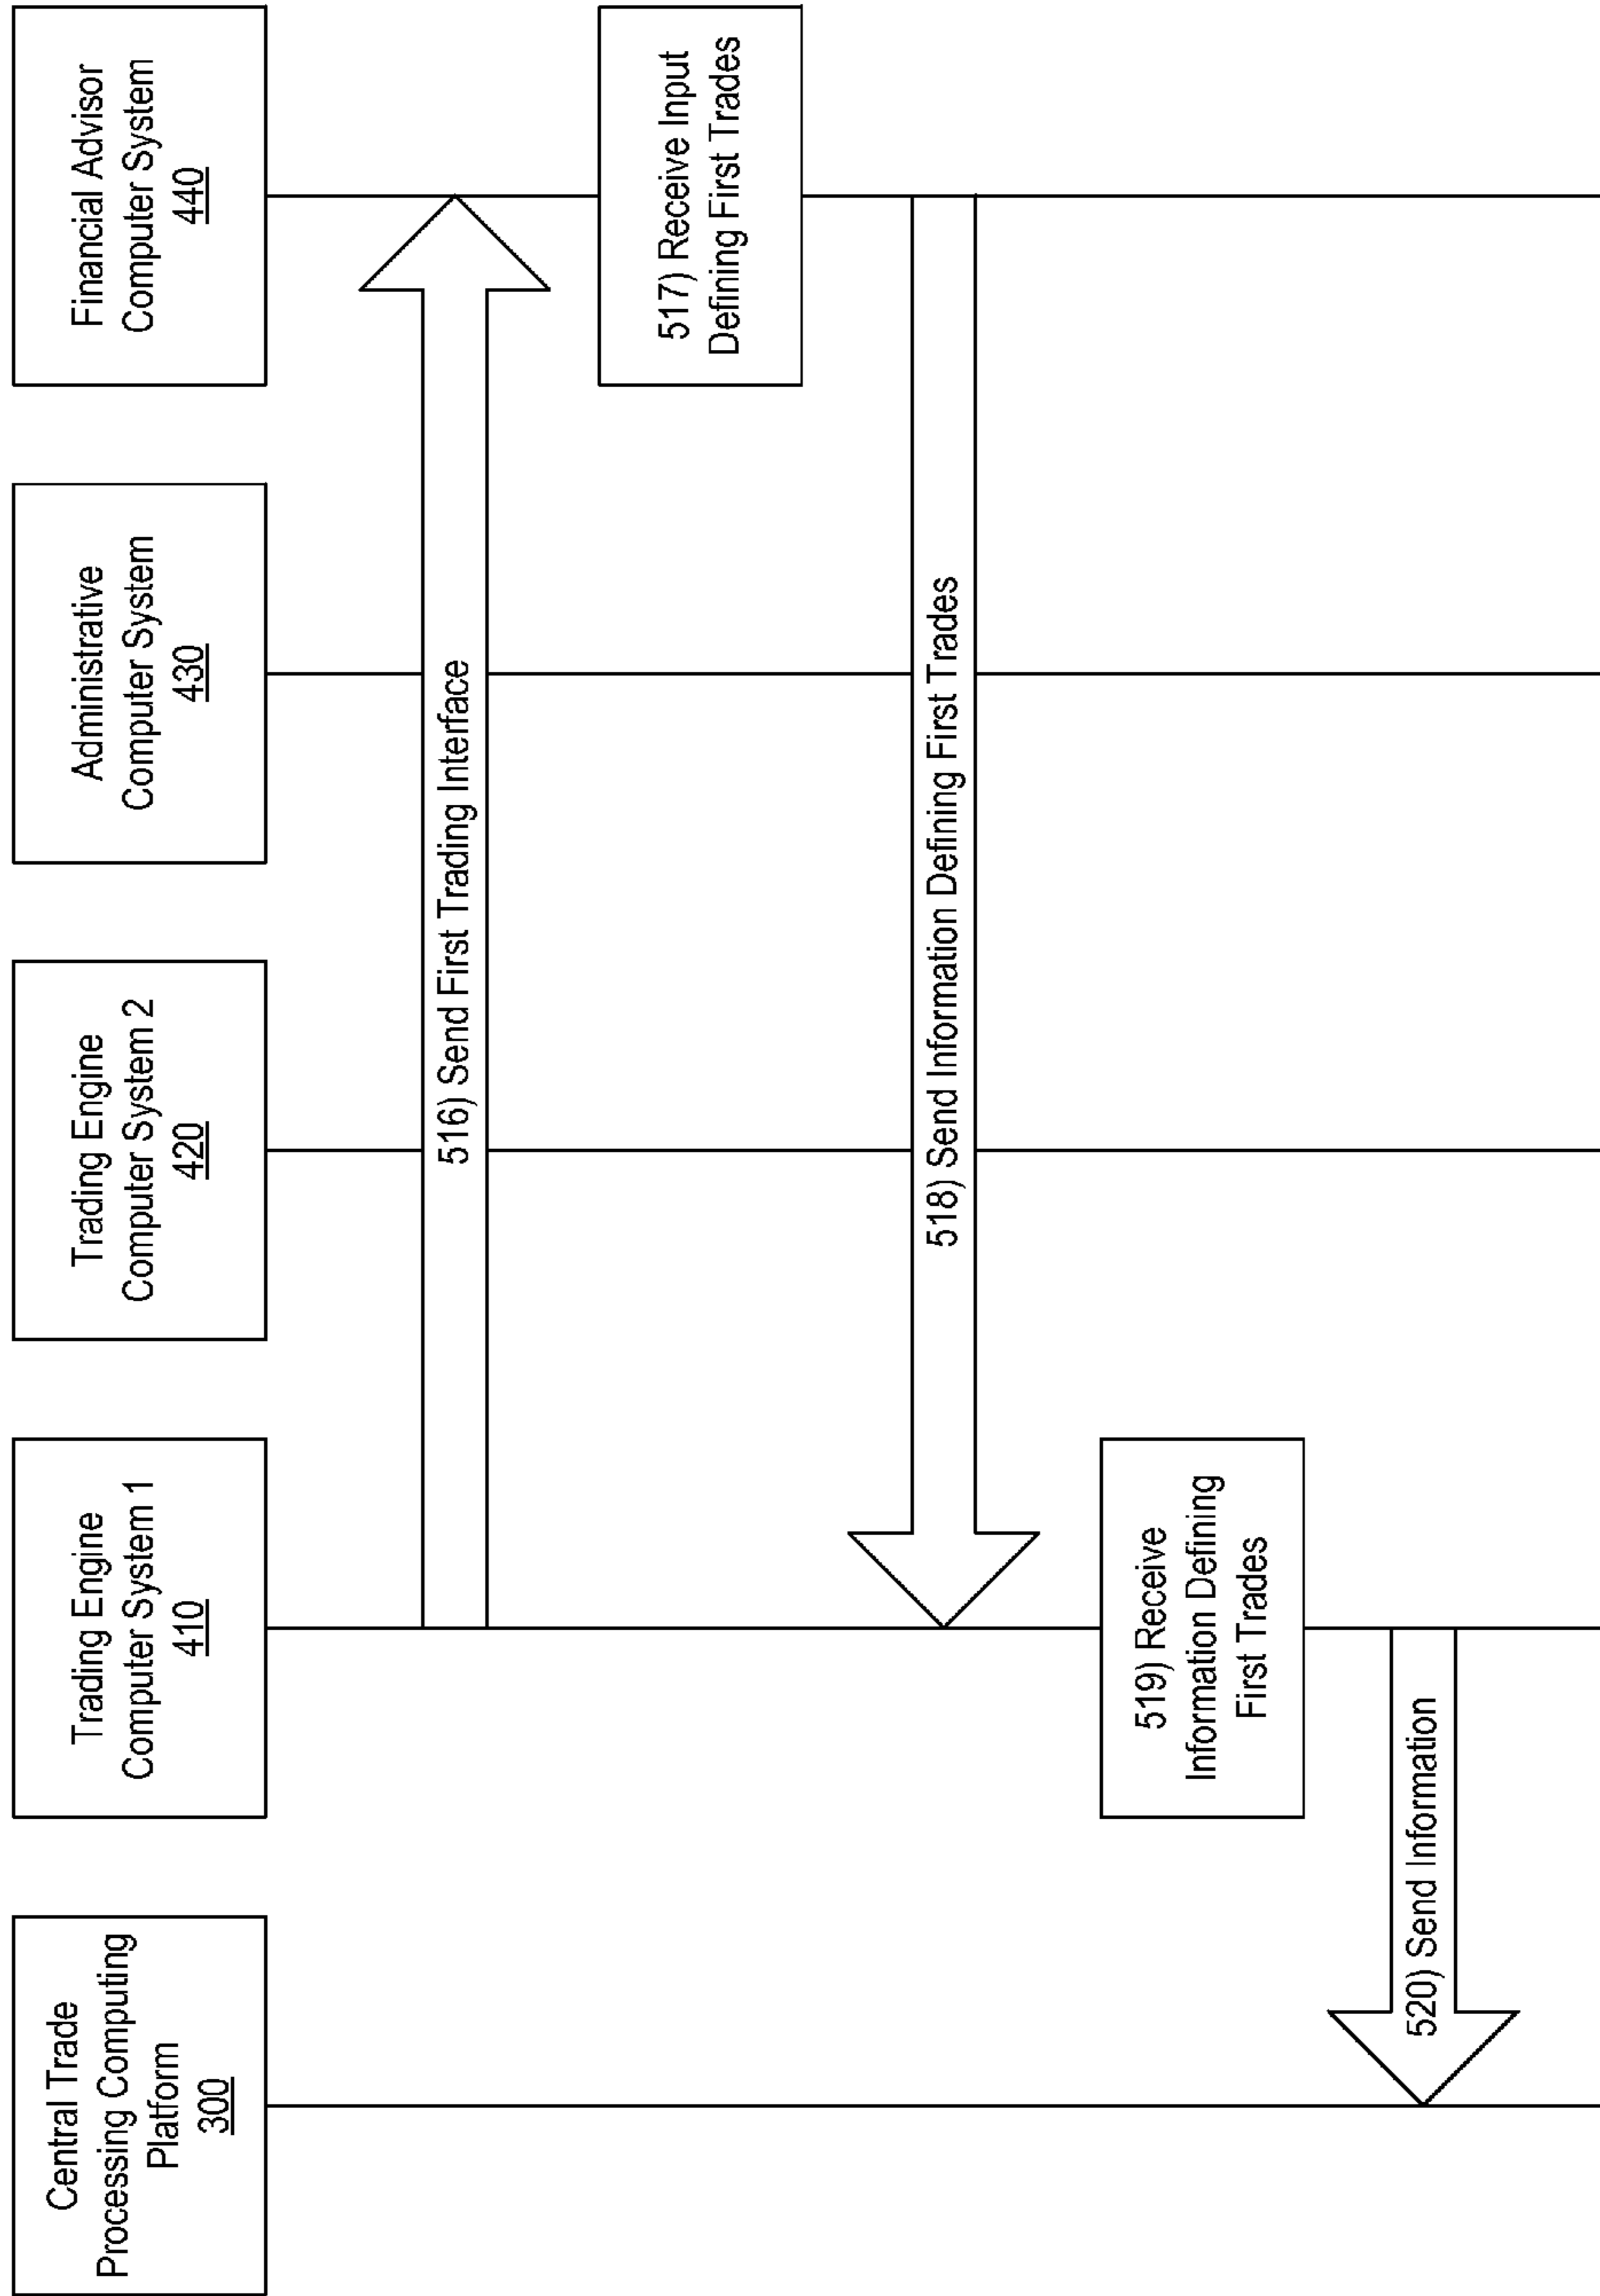 Central Trade
Processing Computing
Platform
300
Trading Engine
Computer System 1
410
Trading Engine
Computer System 2
420
Administrative
Computer System
430
Financial Advisor
Computer System
440
516) Send First Trading Interface
517) Receive Input
Defining First Trades
518) Send Information Defining First Trades
519) Receive
Information Defining
First Trades
520) Send Information